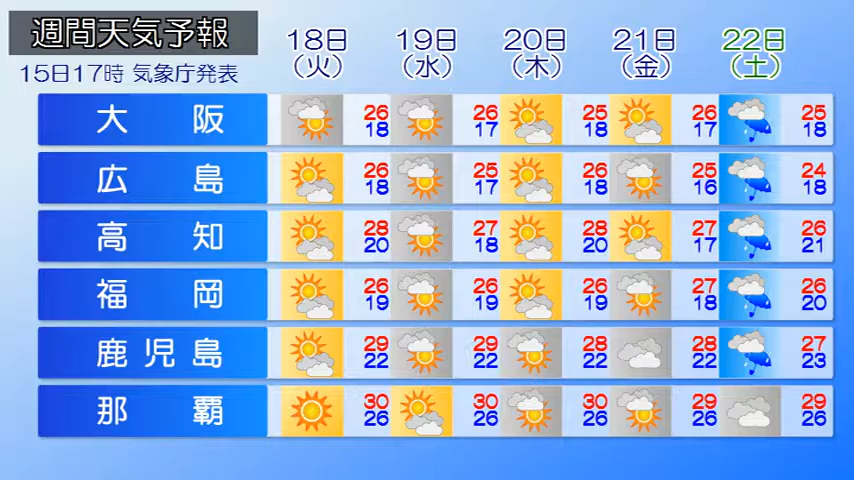 週間天気予報
15日17時 気象庁発表
18日 19日 20日 21日 22日
(火) (水) (木) (金) (土)
大阪 26 18 26 17 25 18 26 17 25 18
広島 26 18 25 17 26 18 25 16 24 18
高知 28 20 27 18 28 20 27 17 26 21
福岡 26 19 26 19 26 19 27 18 26 20
鹿児島 29 22 29 22 28 22 28 22 27 23
那覇 30 26 30 26 30 26 29 26 29 26